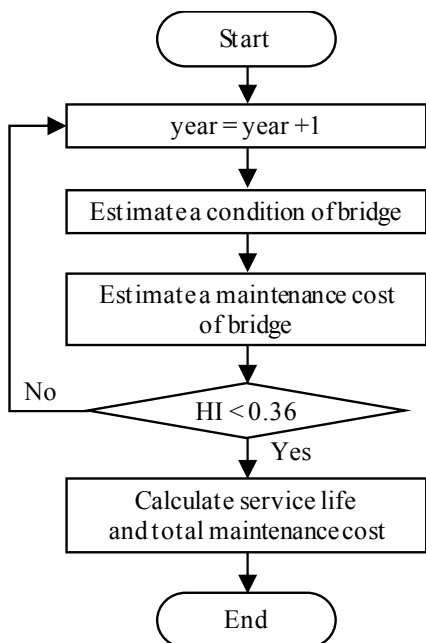 Start
year = year +1
Estimate a condition of bridge
Estimate a maintenance cost
of bridge
No
HI < 0.36
Yes
Calculate service life
and total maintenance cost
End